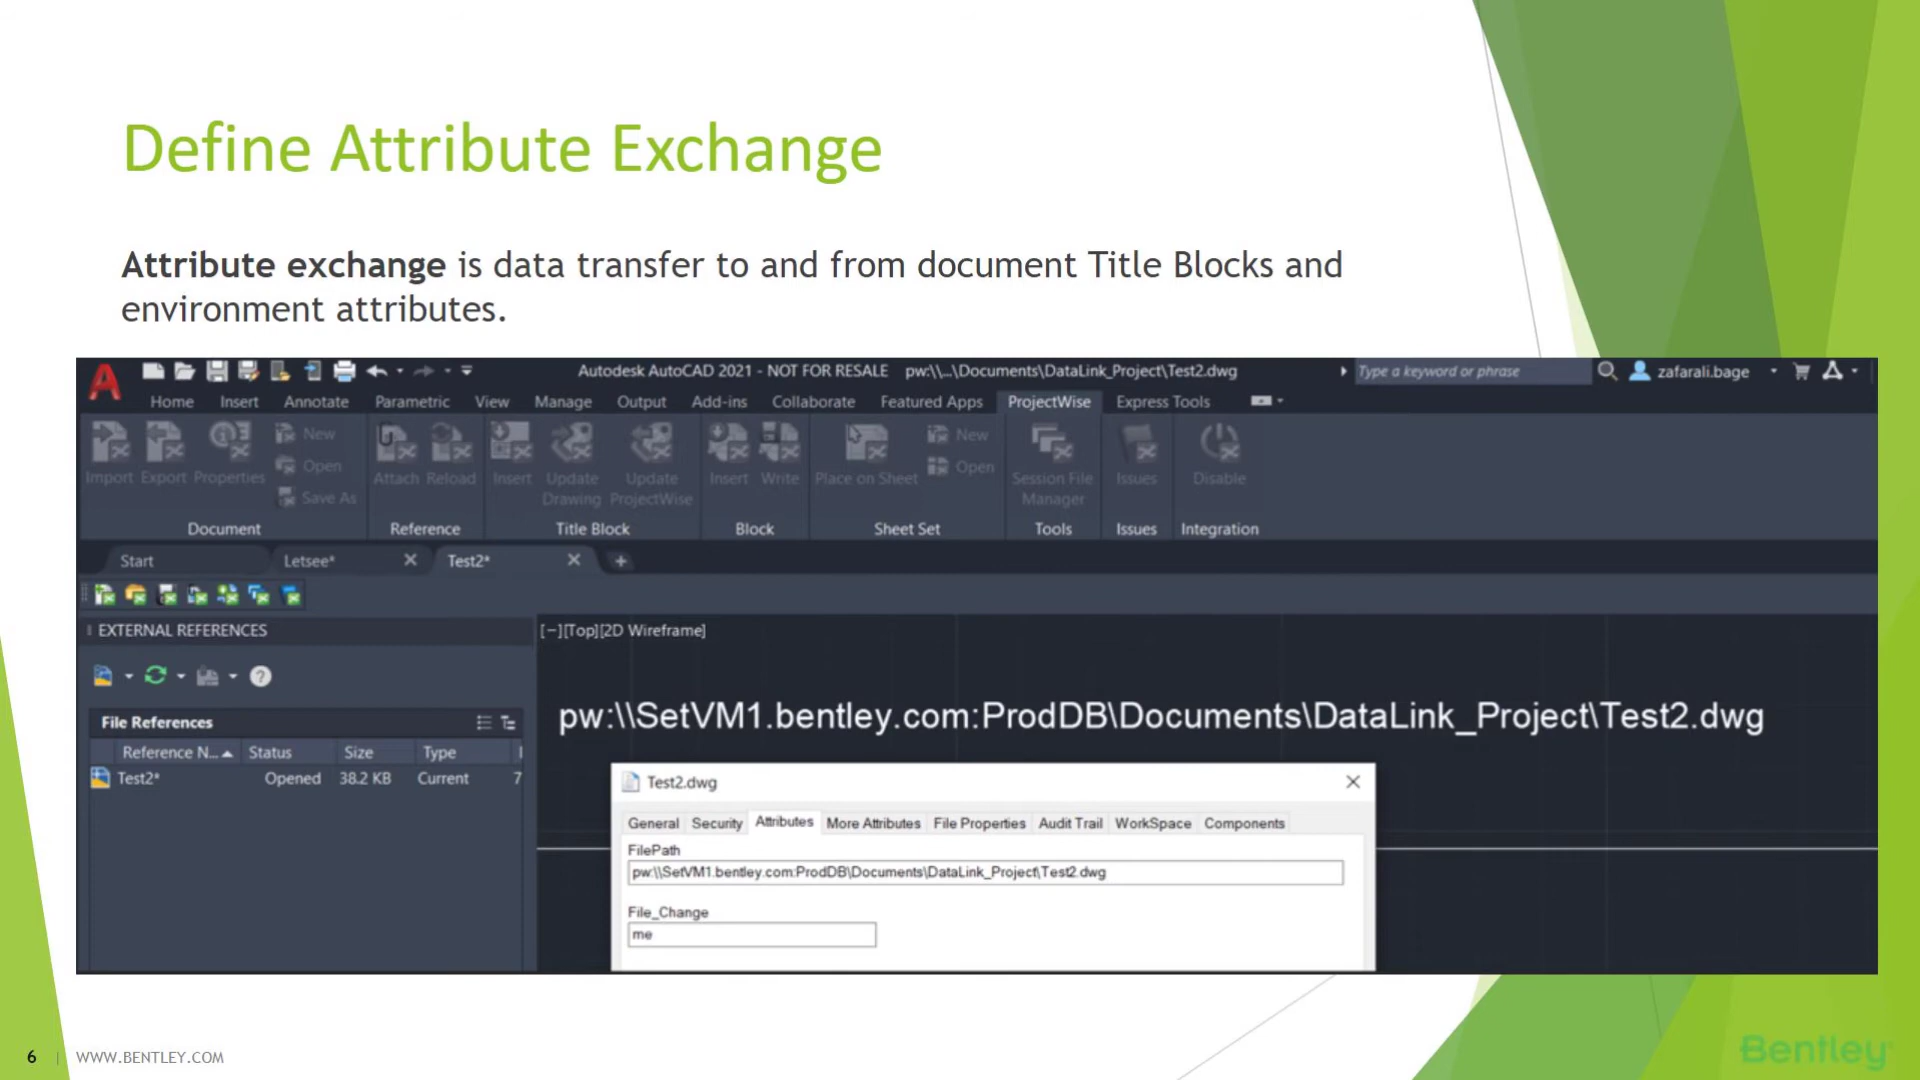 Define Attribute Exchange
Attribute exchange is data transfer to and from document Title Blocks and
environment attributes.
Autodesk AutoCAD 2021 - NOT FOR RESALE pw:\\...\Documents\DataLink_Project\Test2.dwg
Type a keyword or phrase
zafarali.bage
Home Insert Annotate Parametric View Manage Output Add-ins Collaborate Featured Apps ProjectWise Express Tools
Import Export Properties
New
Open
Save As
Document
Attach Reload
Reference
Insert
Update
Drawing
Update
ProjectWise
Title Block
Insert Write
Block
Place on Sheet
New
Open
Sheet Set
Session File
Manager
Tools
Issues
Issues
Disable
Integration
Start Letsee* Test2*
EXTERNAL REFERENCES
[−][Top][2D Wireframe]
File References
Reference N... Status Size Type
Test2* Opened 38.2 KB Current 7
pw:\\SetVM1.bentley.com:ProdDB\Documents\DataLink_Project\Test2.dwg
Test2.dwg
General Security Attributes More Attributes File Properties Audit Trail WorkSpace Components
FilePath
pw:\\SetVM1.bentley.com:ProdDB\Documents\DataLink_Project\Test2.dwg
File_Change
me
6 | WWW.BENTLEY.COM
Bentley